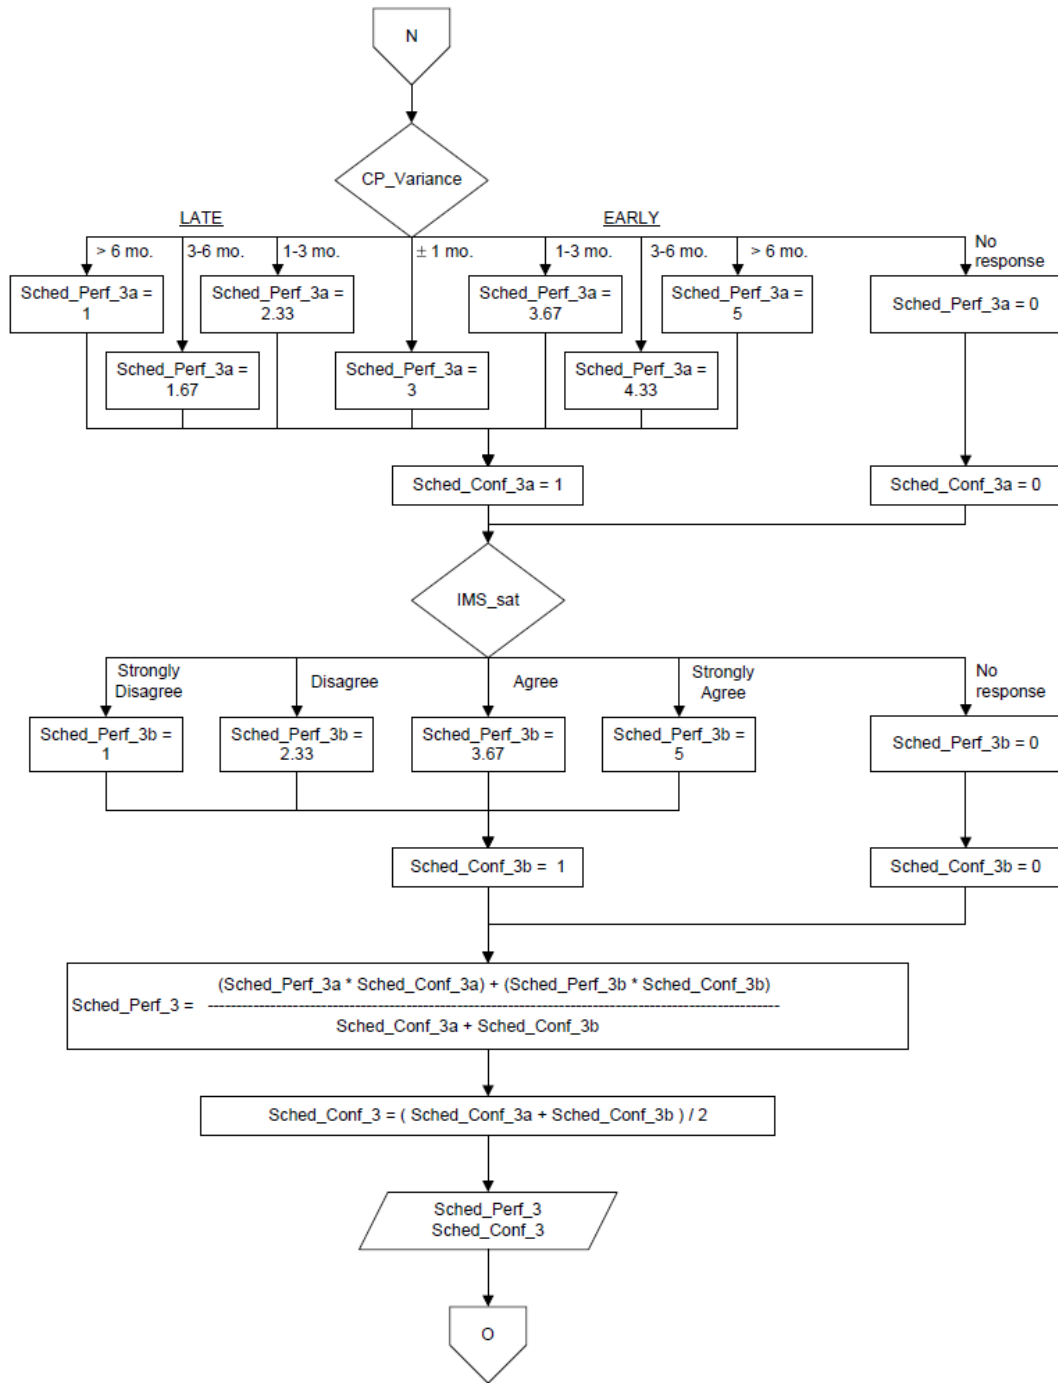 N
CP_Variance
LATE
EARLY
> 6 mo.
3-6 mo.
1-3 mo.
± 1 mo.
1-3 mo.
3-6 mo.
> 6 mo.
No
response
Sched_Perf_3a =
1
Sched_Perf_3a =
2.33
Sched_Perf_3a =
3.67
Sched_Perf_3a =
5
Sched_Perf_3a = 0
Sched_Perf_3a =
1.67
Sched_Perf_3a =
3
Sched_Perf_3a =
4.33
Sched_Conf_3a = 1
Sched_Conf_3a = 0
IMS_sat
Strongly
Disagree
Disagree
Agree
Strongly
Agree
No
response
Sched_Perf_3b =
1
Sched_Perf_3b =
2.33
Sched_Perf_3b =
3.67
Sched_Perf_3b =
5
Sched_Perf_3b = 0
Sched_Conf_3b = 1
Sched_Conf_3b = 0
(Sched_Perf_3a * Sched_Conf_3a) + (Sched_Perf_3b * Sched_Conf_3b)
Sched_Perf_3 =
Sched_Conf_3a + Sched_Conf_3b
Sched_Conf_3 = ( Sched_Conf_3a + Sched_Conf_3b ) / 2
Sched_Perf_3
Sched_Conf_3
O